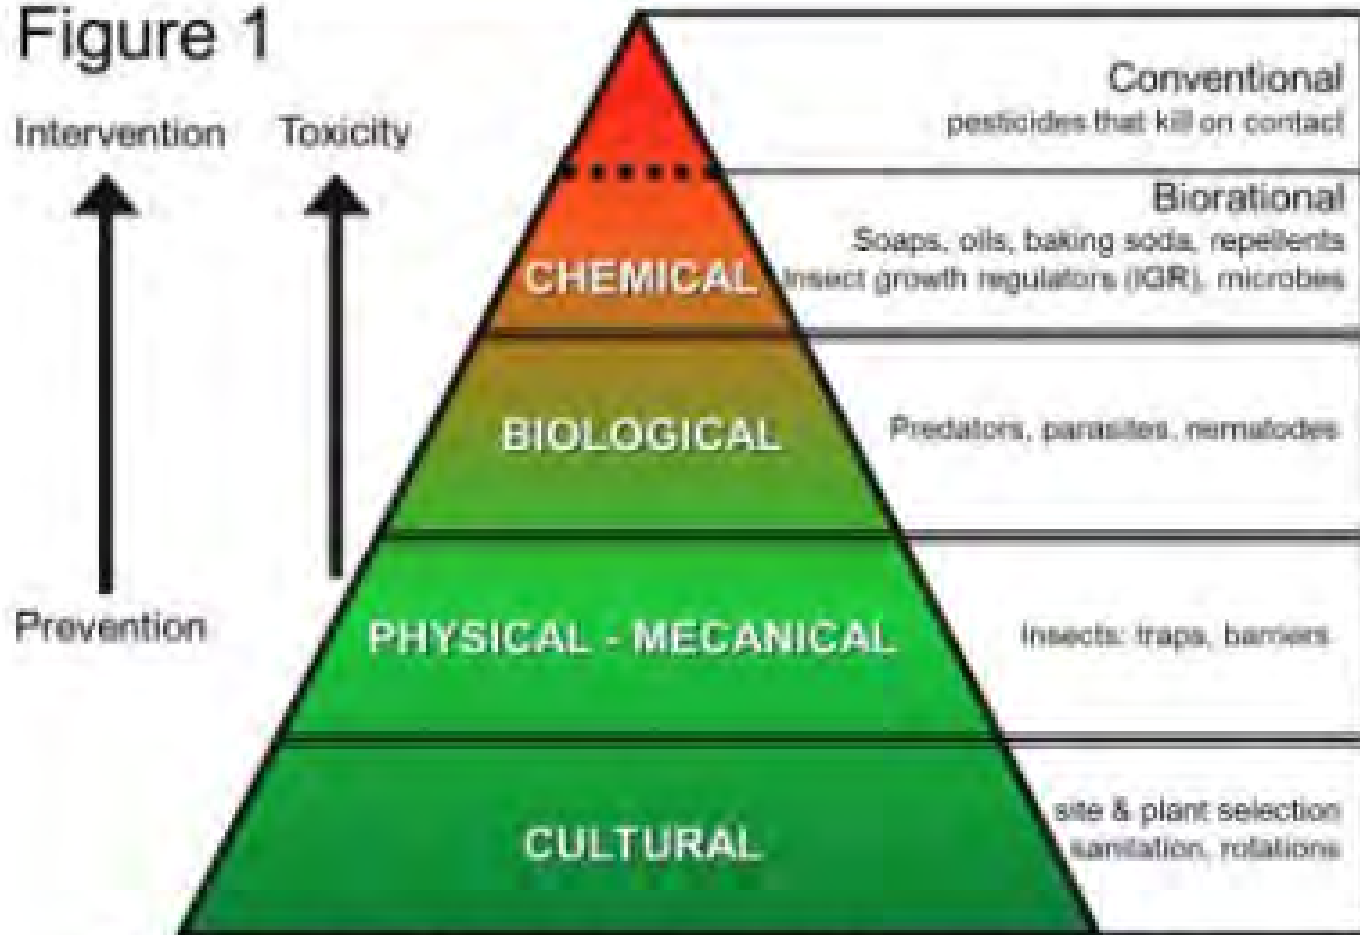 Figure 1
Intervention
Toxicity
Prevention
Conventional
pesticides that kill on contact
Biorational
Soaps, oils, baking soda, repellents
Insect growth regulators (IGR), microbes
CHEMICAL
BIOLOGICAL
Predators, parasites, nematodes
PHYSICAL - MECANICAL
Insects: traps, barriers
CULTURAL
site & plant selection
sanitation, rotations